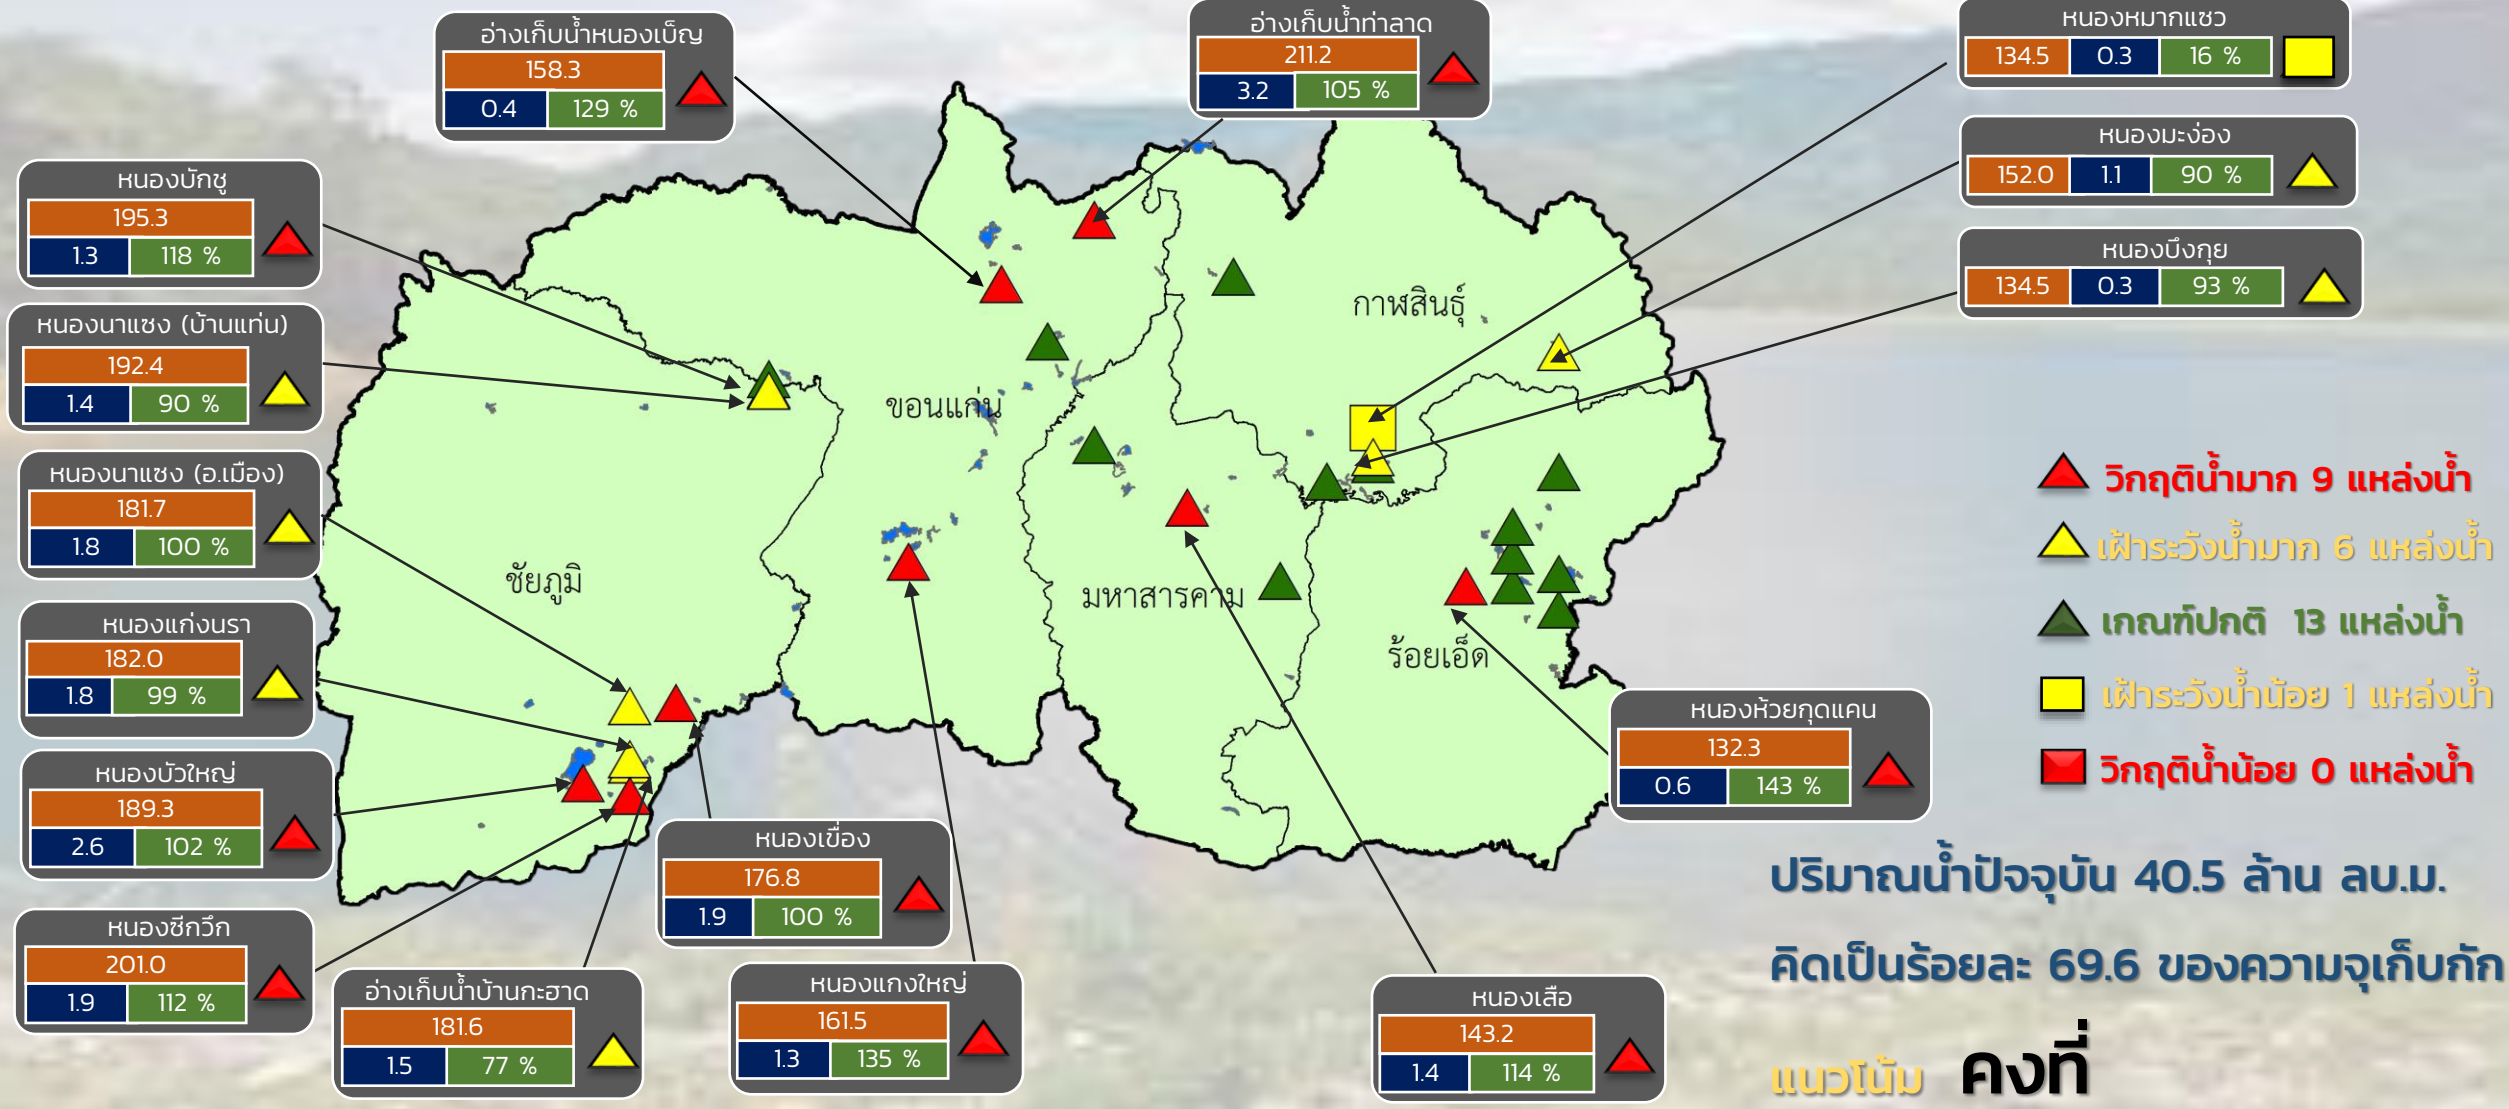 อ่างเก็บน้ำหนองเบ็ญ
158.3
0.4 129 %
อ่างเก็บน้ำท่าลาด
211.2
3.2 105 %
หนองหมากแซว
134.5 0.3 16 %
หนองมะง่อง
152.0 1.1 90 %
หนองบึงกุย
134.5 0.3 93 %
หนองบักชู
195.3
1.3 118 %
หนองนาแซง (บ้านแท่น)
192.4
1.4 90 %
หนองนาแซง (อ.เมือง)
181.7
1.8 100 %
หนองแก่งนรา
182.0
1.8 99 %
หนองบัวใหญ่
189.3
2.6 102 %
หนองซีกวึก
201.0
1.9 112 %
อ่างเก็บน้ำบ้านกะฮาด
181.6
1.5 77 %
หนองเขื่อง
176.8
1.9 100 %
หนองแกงใหญ่
161.5
1.3 135 %
หนองเสือ
143.2
1.4 114 %
หนองห้วยกุดแคน
132.3
0.6 143 %
กาฬสินธุ์
ขอนแก่น
ชัยภูมิ
มหาสารคาม
ร้อยเอ็ด
วิกฤติน้ำมาก 9 แหล่งน้ำ
เฝ้าระวังน้ำมาก 6 แหล่งน้ำ
เกณฑ์ปกติ 13 แหล่งน้ำ
เฝ้าระวังน้ำน้อย 1 แหล่งน้ำ
วิกฤติน้ำน้อย 0 แหล่งน้ำ
ปริมาณน้ำปัจจุบัน 40.5 ล้าน ลบ.ม.
คิดเป็นร้อยละ 69.6 ของความจุเก็บกัก
แนวโน้ม คงที่